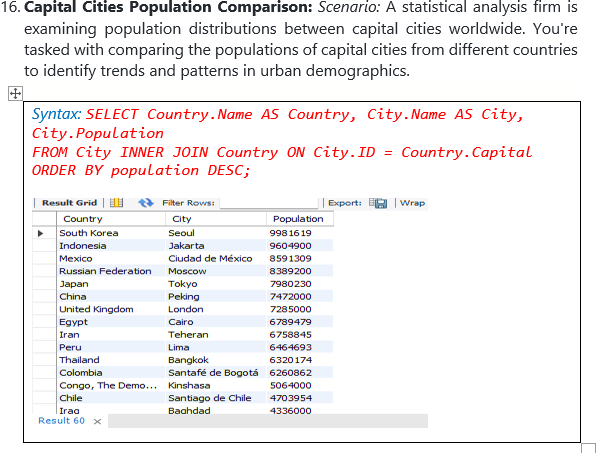 16. Capital Cities Population Comparison: Scenario: A statistical analysis firm is
examining population distributions between capital cities worldwide. You're
tasked with comparing the populations of capital cities from different countries
to identify trends and patterns in urban demographics.
Syntax: SELECT Country.Name AS Country, City.Name AS City,
City.Population
FROM City INNER JOIN Country ON City.ID = Country.Capital
ORDER BY population DESC;
Result Grid Filter Rows: Export: Wrap
Country City Population
South Korea Seoul 9981619
Indonesia Jakarta 9604900
Mexico Ciudad de México 8591309
Russian Federation Moscow 8389200
Japan Tokyo 7980230
China Peking 7472000
United Kingdom London 7285000
Egypt Cairo 6789479
Iran Teheran 6758845
Peru Lima 6464693
Thailand Bangkok 6320174
Colombia Santafé de Bogotá 6260862
Congo, The Demo... Kinshasa 5064000
Chile Santiago de Chile 4703954
Iraq Baghdad 4336000
Result 60 ×